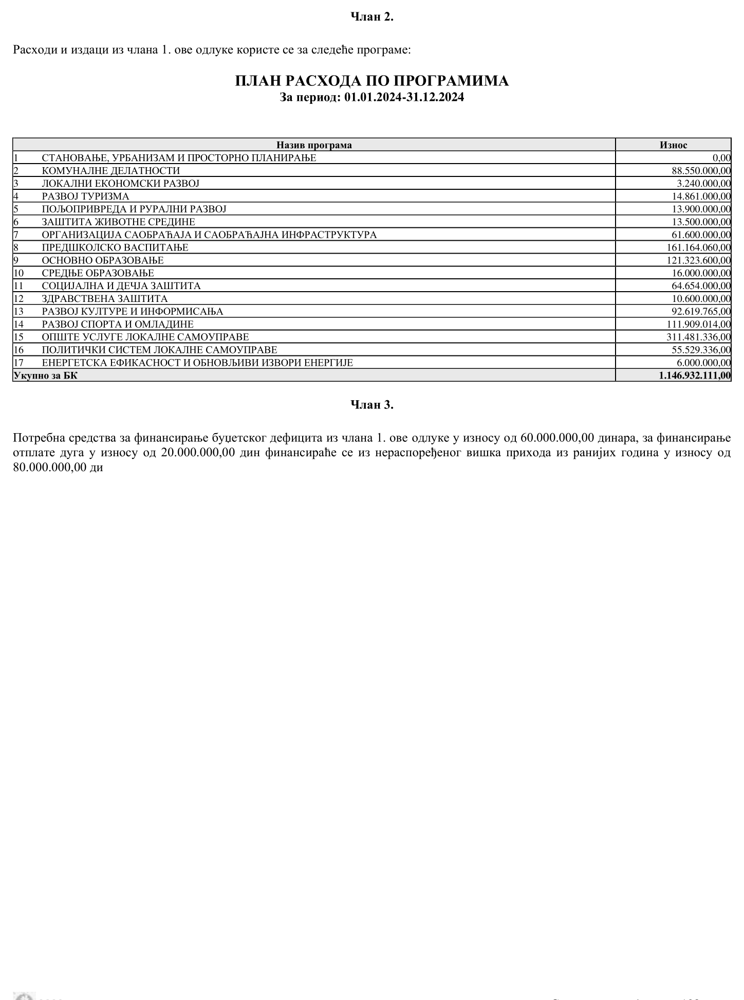 Члан 2.
Расходи и издаци из члана 1. ове одлуке користе се за следеће програме:
ПЛАН РАСХОДА ПО ПРОГРАМИМА
За период: 01.01.2024-31.12.2024
Назив програма Износ
1 СТАНОВАЊЕ, УРБАНИЗАМ И ПРОСТОРНО ПЛАНИРАЊЕ 0,00
2 КОМУНАЛНЕ ДЕЛАТНОСТИ 88.550.000,00
3 ЛОКАЛНИ ЕКОНОМСКИ РАЗВОЈ 3.240.000,00
4 РАЗВОЈ ТУРИЗМА 14.861.000,00
5 ПОЉОПРИВРЕДА И РУРАЛНИ РАЗВОЈ 13.900.000,00
6 ЗАШТИТА ЖИВОТНЕ СРЕДИНЕ 13.500.000,00
7 ОРГАНИЗАЦИЈА САОБРАЋАЈА И САОБРАЋАЈНА ИНФРАСТРУКТУРА 61.600.000,00
8 ПРЕДШКОЛСКО ВАСПИТАЊЕ 161.164.060,00
9 ОСНОВНО ОБРАЗОВАЊЕ 121.323.600,00
10 СРЕДЊЕ ОБРАЗОВАЊЕ 16.000.000,00
11 СОЦИЈАЛНА И ДЕЧЈА ЗАШТИТА 64.654.000,00
12 ЗДРАВСТВЕНА ЗАШТИТА 10.600.000,00
13 РАЗВОЈ КУЛТУРЕ И ИНФОРМИСАЊА 92.619.765,00
14 РАЗВОЈ СПОРТА И ОМЛАДИНЕ 111.909.014,00
15 ОПШТЕ УСЛУГЕ ЛОКАЛНЕ САМОУПРАВЕ 311.481.336,00
16 ПОЛИТИЧКИ СИСТЕМ ЛОКАЛНЕ САМОУПРАВЕ 55.529.336,00
17 ЕНЕРГЕТСКА ЕФИКАСНОСТ И ОБНОВЉИВИ ИЗВОРИ ЕНЕРГИЈЕ 6.000.000,00
Укупно за БК 1.146.932.111,00
Члан 3.
Потребна средства за финансирање буџетског дефицита из члана 1. ове одлуке у износу од 60.000.000,00 динара, за финансирање
отплате дуга у износу од 20.000.000,00 дин финансираће се из нераспоређеног вишка прихода из ранијих година у износу од
80.000.000,00 ди